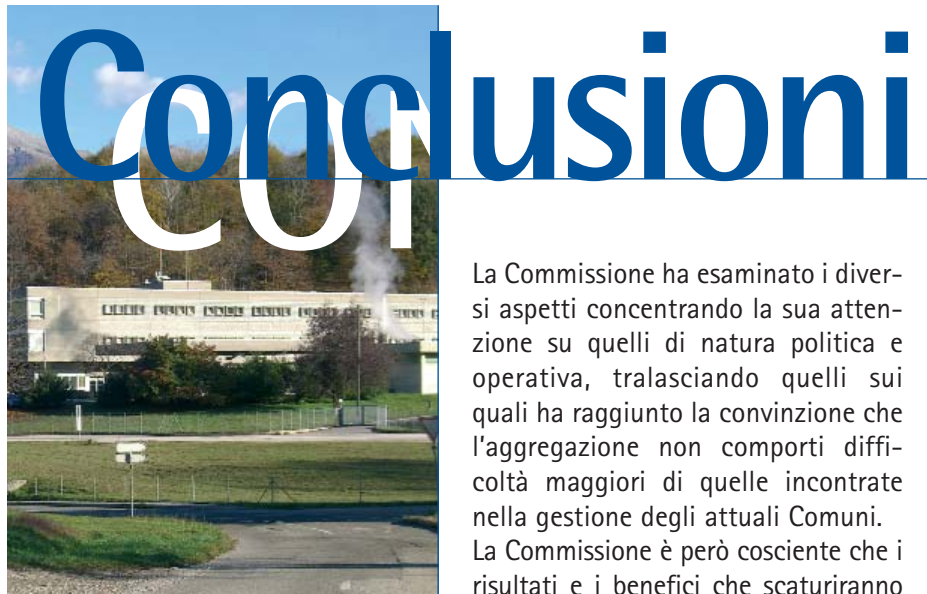 Conclusioni
CON
La Commissione ha esaminato i diver-
si aspetti concentrando la sua atten-
zione su quelli di natura politica e
operativa, tralasciando quelli sui
quali ha raggiunto la convinzione che
l'aggregazione non comporti diffi-
coltà maggiori di quelle incontrate
nella gestione degli attuali Comuni.
La Commissione è però cosciente che i
risultati e i benefici che scaturiranno